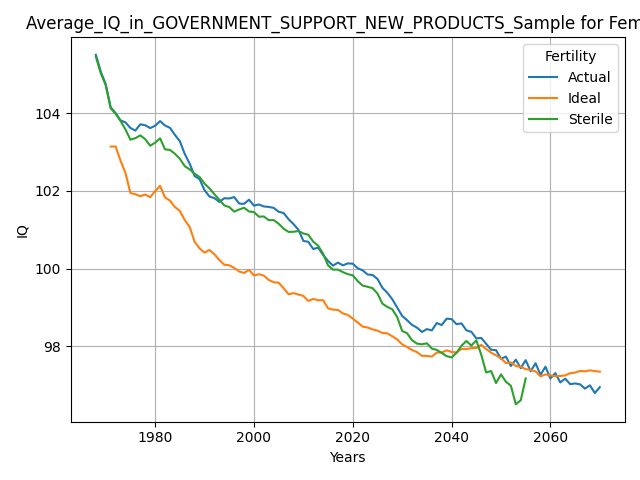 Average_IQ_in_GOVERNMENT_SUPPORT_NEW_PRODUCTS_Sample for Fem
Fertility
Actual
Ideal
Sterile
104
102
100
98
IQ
1980
2000
2020
2040
2060
Years